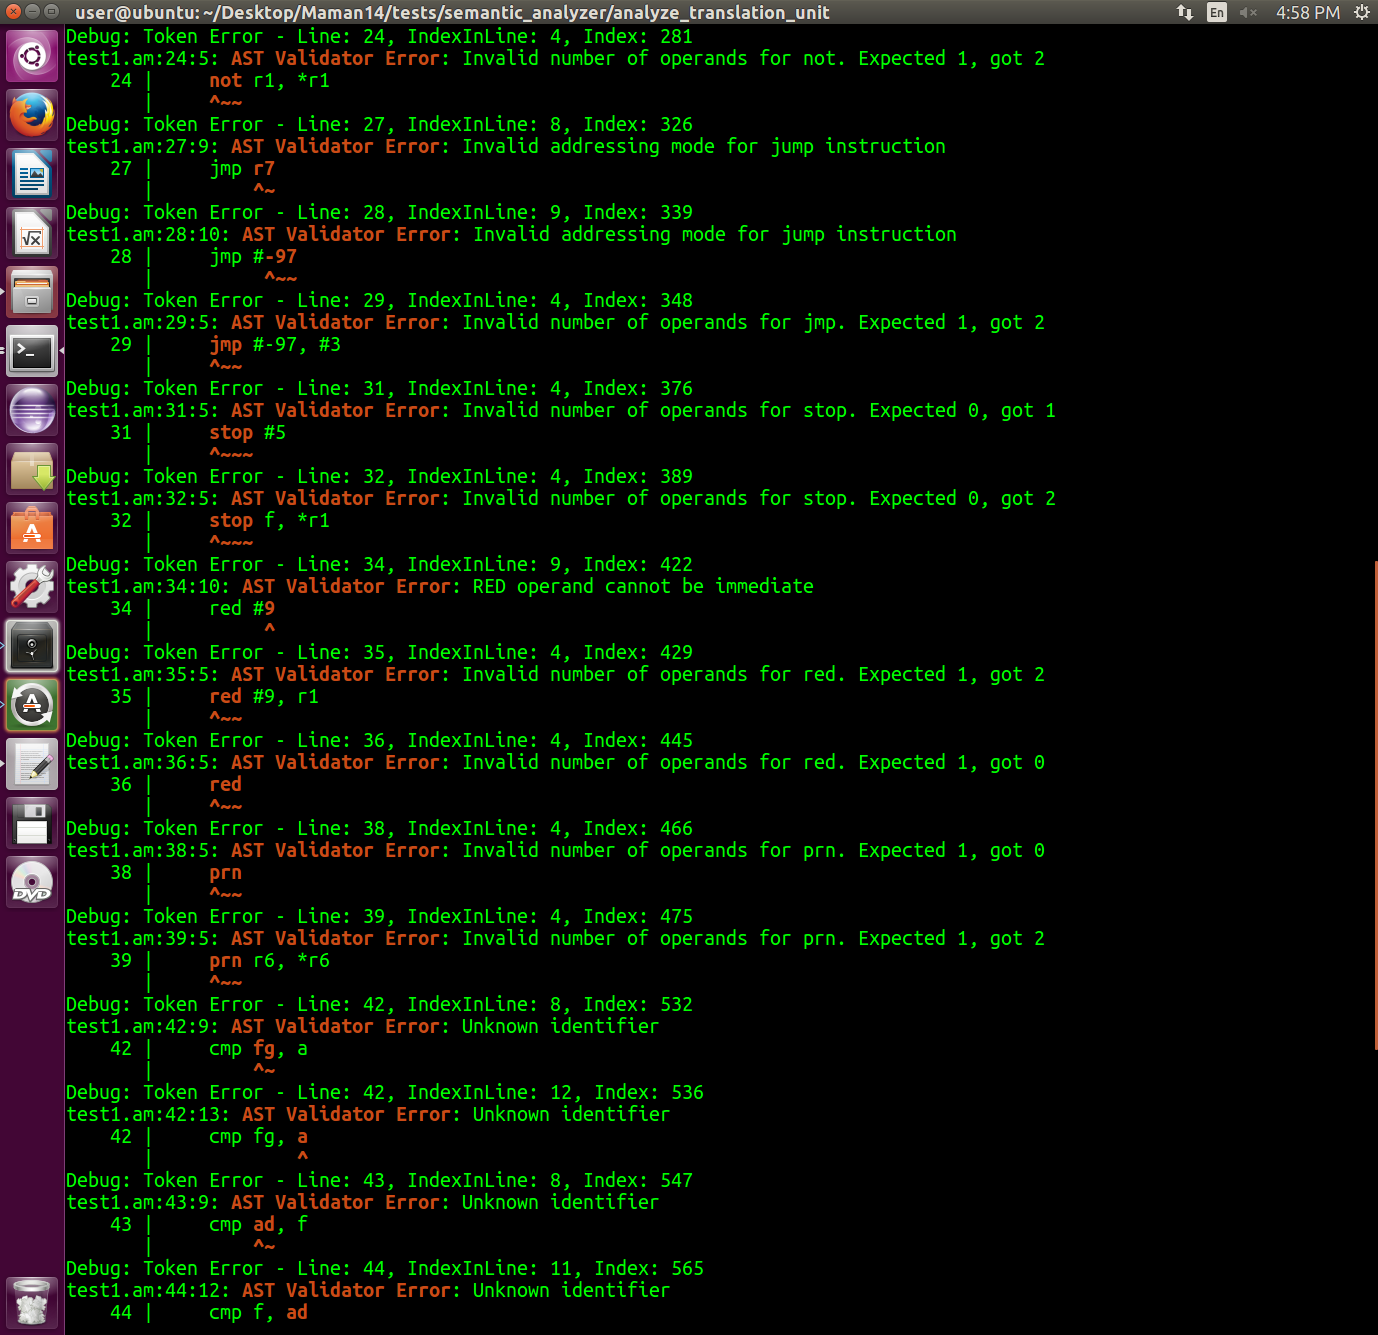 user@ubuntu: ~/Desktop/Maman14/tests/semantic_analyzer/analyze_translation_unit
En
4:58 PM
Debug: Token Error - Line: 24, IndexInLine: 4, Index: 281
test1.am:24:5: AST Validator Error: Invalid number of operands for not. Expected 1, got 2
24 | not r1, *r1
| ^~~
Debug: Token Error - Line: 27, IndexInLine: 8, Index: 326
test1.am:27:9: AST Validator Error: Invalid addressing mode for jump instruction
27 | jmp r7
| ^~
Debug: Token Error - Line: 28, IndexInLine: 9, Index: 339
test1.am:28:10: AST Validator Error: Invalid addressing mode for jump instruction
28 | jmp #-97
| ^~~
Debug: Token Error - Line: 29, IndexInLine: 4, Index: 348
test1.am:29:5: AST Validator Error: Invalid number of operands for jmp. Expected 1, got 2
29 | jmp #-97, #3
| ^~~
Debug: Token Error - Line: 31, IndexInLine: 4, Index: 376
test1.am:31:5: AST Validator Error: Invalid number of operands for stop. Expected 0, got 1
31 | stop #5
| ^~~~
Debug: Token Error - Line: 32, IndexInLine: 4, Index: 389
test1.am:32:5: AST Validator Error: Invalid number of operands for stop. Expected 0, got 2
32 | stop f, *r1
| ^~~~
Debug: Token Error - Line: 34, IndexInLine: 9, Index: 422
test1.am:34:10: AST Validator Error: RED operand cannot be immediate
34 | red #9
| ^
Debug: Token Error - Line: 35, IndexInLine: 4, Index: 429
test1.am:35:5: AST Validator Error: Invalid number of operands for red. Expected 1, got 2
35 | red #9, r1
| ^~~
Debug: Token Error - Line: 36, IndexInLine: 4, Index: 445
test1.am:36:5: AST Validator Error: Invalid number of operands for red. Expected 1, got 0
36 | red
| ^~~
Debug: Token Error - Line: 38, IndexInLine: 4, Index: 466
test1.am:38:5: AST Validator Error: Invalid number of operands for prn. Expected 1, got 0
38 | prn
| ^~~
Debug: Token Error - Line: 39, IndexInLine: 4, Index: 475
test1.am:39:5: AST Validator Error: Invalid number of operands for prn. Expected 1, got 2
39 | prn r6, *r6
| ^~~
Debug: Token Error - Line: 42, IndexInLine: 8, Index: 532
test1.am:42:9: AST Validator Error: Unknown identifier
42 | cmp fg, a
| ^~
Debug: Token Error - Line: 42, IndexInLine: 12, Index: 536
test1.am:42:13: AST Validator Error: Unknown identifier
42 | cmp fg, a
| ^
Debug: Token Error - Line: 43, IndexInLine: 8, Index: 547
test1.am:43:9: AST Validator Error: Unknown identifier
43 | cmp ad, f
| ^~
Debug: Token Error - Line: 44, IndexInLine: 11, Index: 565
test1.am:44:12: AST Validator Error: Unknown identifier
44 | cmp f, ad